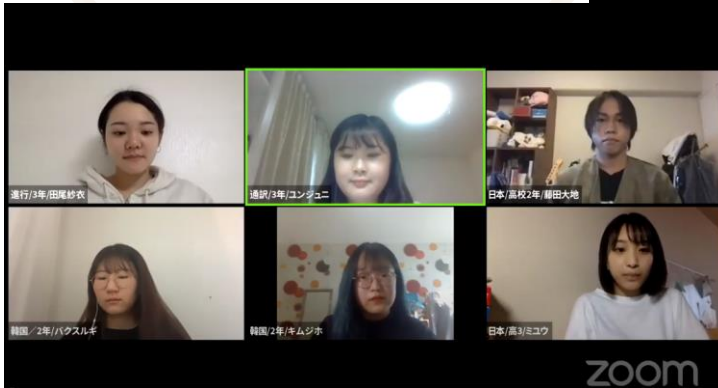 進行/3年/田尾紗衣
通訳/3年/ユンジュニ
日本/高校2年/藤田大地
韓国／2年/パクスルギ
韓国/2年/キムジホ
日本/高3/ミユウ
zoom